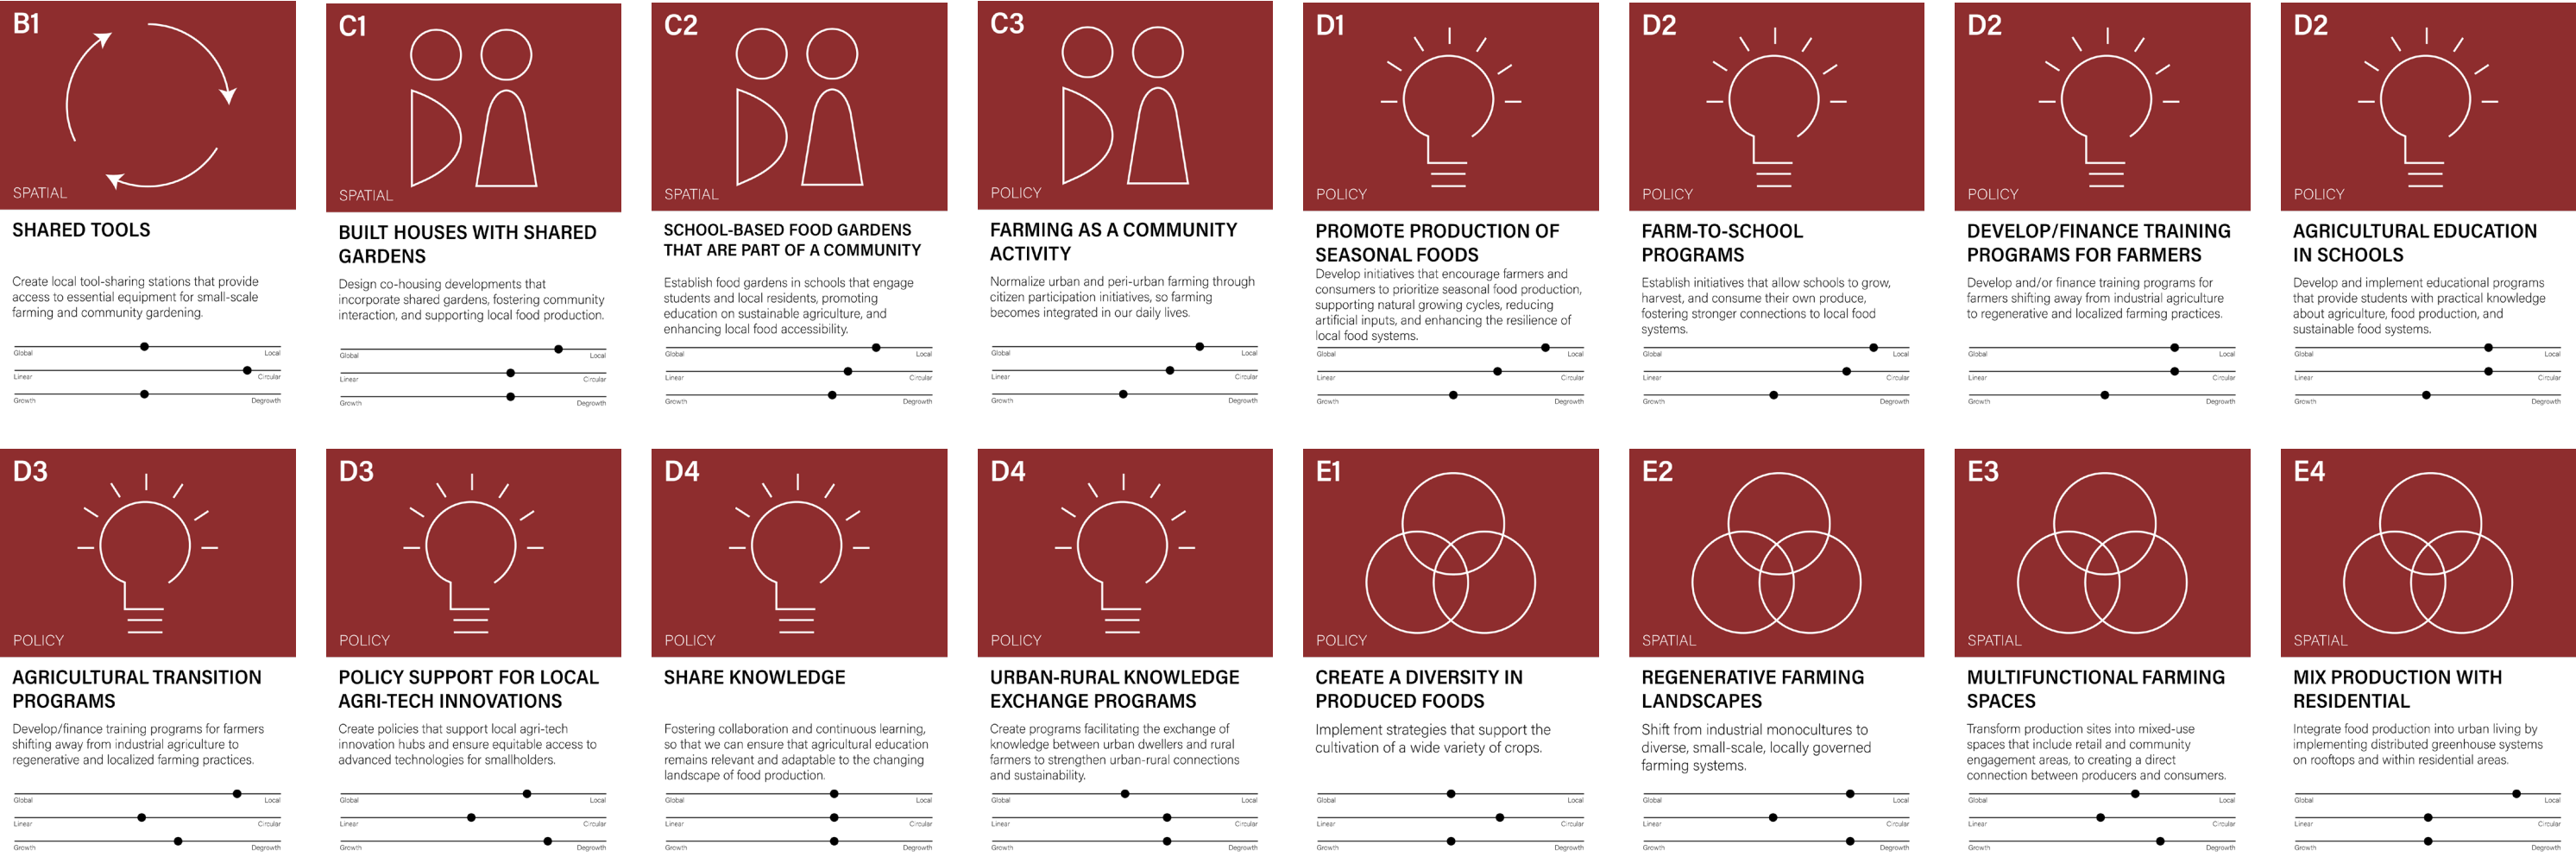 B1
SPATIAL
SHARED TOOLS
Create local tool-sharing stations that provide
access to essential equipment for small-scale
farming and community gardening.
Global Local
Linear Circular
Growth Degrowth
C1
SPATIAL
BUILT HOUSES WITH SHARED
GARDENS
Design co-housing developments that
incorporate shared gardens, fostering community
interaction, and supporting local food production.
Global Local
Linear Circular
Growth Degrowth
C2
SPATIAL
SCHOOL-BASED FOOD GARDENS
THAT ARE PART OF A COMMUNITY
Establish food gardens in schools that engage
students and local residents, promoting
education on sustainable agriculture, and
enhancing local food accessibility.
Global Local
Linear Circular
Growth Degrowth
C3
POLICY
FARMING AS A COMMUNITY
ACTIVITY
Normalize urban and peri-urban farming through
citizen participation initiatives, so farming
becomes integrated in our daily lives.
Global Local
Linear Circular
Growth Degrowth
D1
POLICY
PROMOTE PRODUCTION OF
SEASONAL FOODS
Develop initiatives that encourage farmers and
consumers to prioritize seasonal food production,
supporting natural growing cycles, reducing
artificial inputs, and enhancing the resilience of
local food systems.
Global Local
Linear Circular
Growth Degrowth
D2
POLICY
FARM-TO-SCHOOL
PROGRAMS
Establish initiatives that allow schools to grow,
harvest, and consume their own produce,
fostering stronger connections to local food
systems.
Global Local
Linear Circular
Growth Degrowth
D2
POLICY
DEVELOP/FINANCE TRAINING
PROGRAMS FOR FARMERS
Develop and/or finance training programs for
farmers shifting away from industrial agriculture
to regenerative and localized farming practices.
Global Local
Linear Circular
Growth Degrowth
D2
POLICY
AGRICULTURAL EDUCATION
IN SCHOOLS
Develop and implement educational programs
that provide students with practical knowledge
about agriculture, food production, and
sustainable food systems.
Global Local
Linear Circular
Growth Degrowth
D3
POLICY
AGRICULTURAL TRANSITION
PROGRAMS
Develop/finance training programs for farmers
shifting away from industrial agriculture to
regenerative and localized farming practices.
Global Local
Linear Circular
Growth Degrowth
D3
POLICY
POLICY SUPPORT FOR LOCAL
AGRI-TECH INNOVATIONS
Create policies that support local agri-tech
innovation hubs and ensure equitable access to
advanced technologies for smallholders.
Global Local
Linear Circular
Growth Degrowth
D4
POLICY
SHARE KNOWLEDGE
Fostering collaboration and continuous learning,
so that we can ensure that agricultural education
remains relevant and adaptable to the changing
landscape of food production.
Global Local
Linear Circular
Growth Degrowth
D4
POLICY
URBAN-RURAL KNOWLEDGE
EXCHANGE PROGRAMS
Create programs facilitating the exchange of
knowledge between urban dwellers and rural
farmers to strengthen urban-rural connections
and sustainability.
Global Local
Linear Circular
Growth Degrowth
E1
POLICY
CREATE A DIVERSITY IN
PRODUCED FOODS
Implement strategies that support the
cultivation of a wide variety of crops.
Global Local
Linear Circular
Growth Degrowth
E2
SPATIAL
REGENERATIVE FARMING
LANDSCAPES
Shift from industrial monocultures to
diverse, small-scale, locally governed
farming systems.
Global Local
Linear Circular
Growth Degrowth
E3
SPATIAL
MULTIFUNCTIONAL FARMING
SPACES
Transform production sites into mixed-use
spaces that include retail and community
engagement areas, to creating a direct
connection between producers and consumers.
Global Local
Linear Circular
Growth Degrowth
E4
SPATIAL
MIX PRODUCTION WITH
RESIDENTIAL
Integrate food production into urban living by
implementing distributed greenhouse systems
on rooftops and within residential areas.
Global Local
Linear Circular
Growth Degrowth